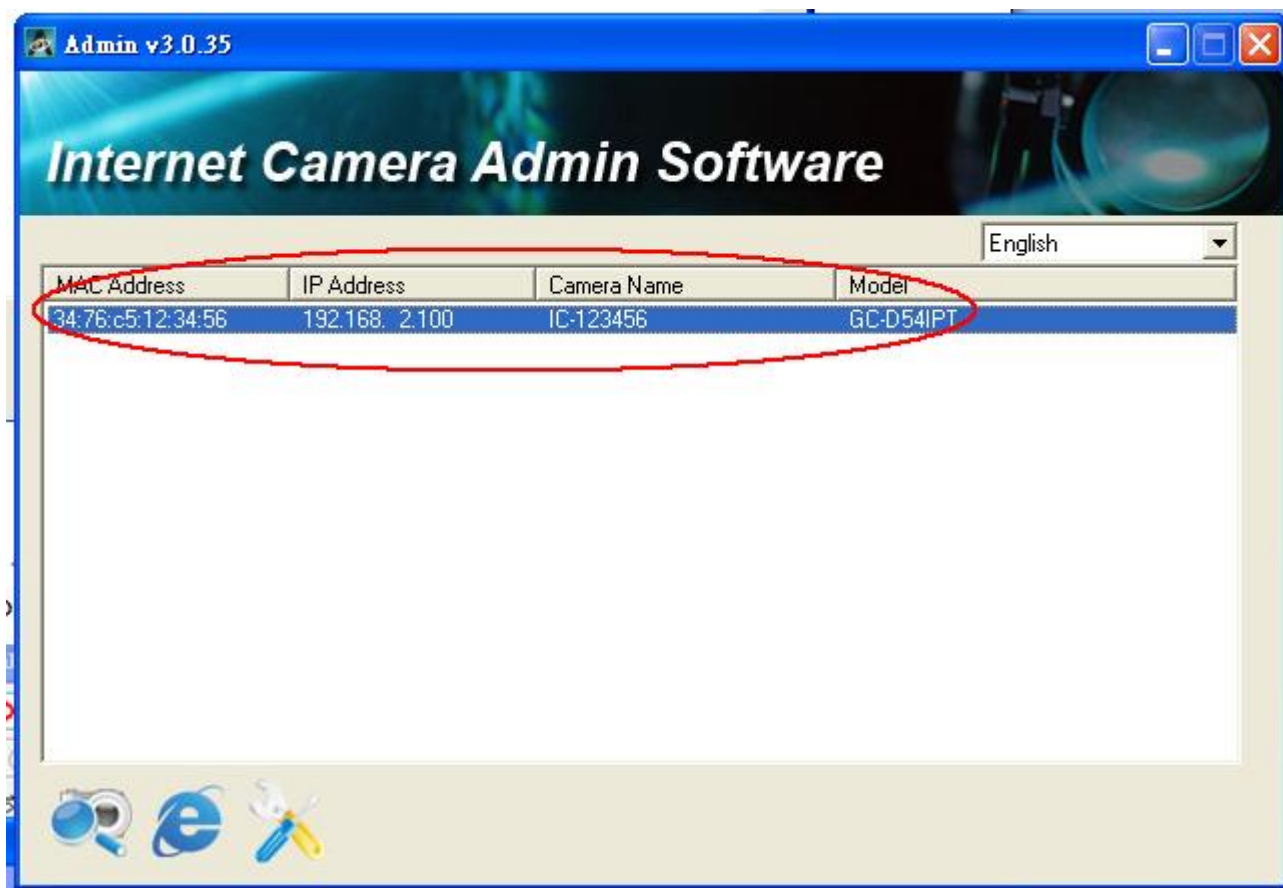 Admin v3.0.35
Internet Camera Admin Software
English
MAC Address IP Address Camera Name Model
34:76:c5:12:34:56 192.168. 2.100 IC-123456 GC-D54IPT